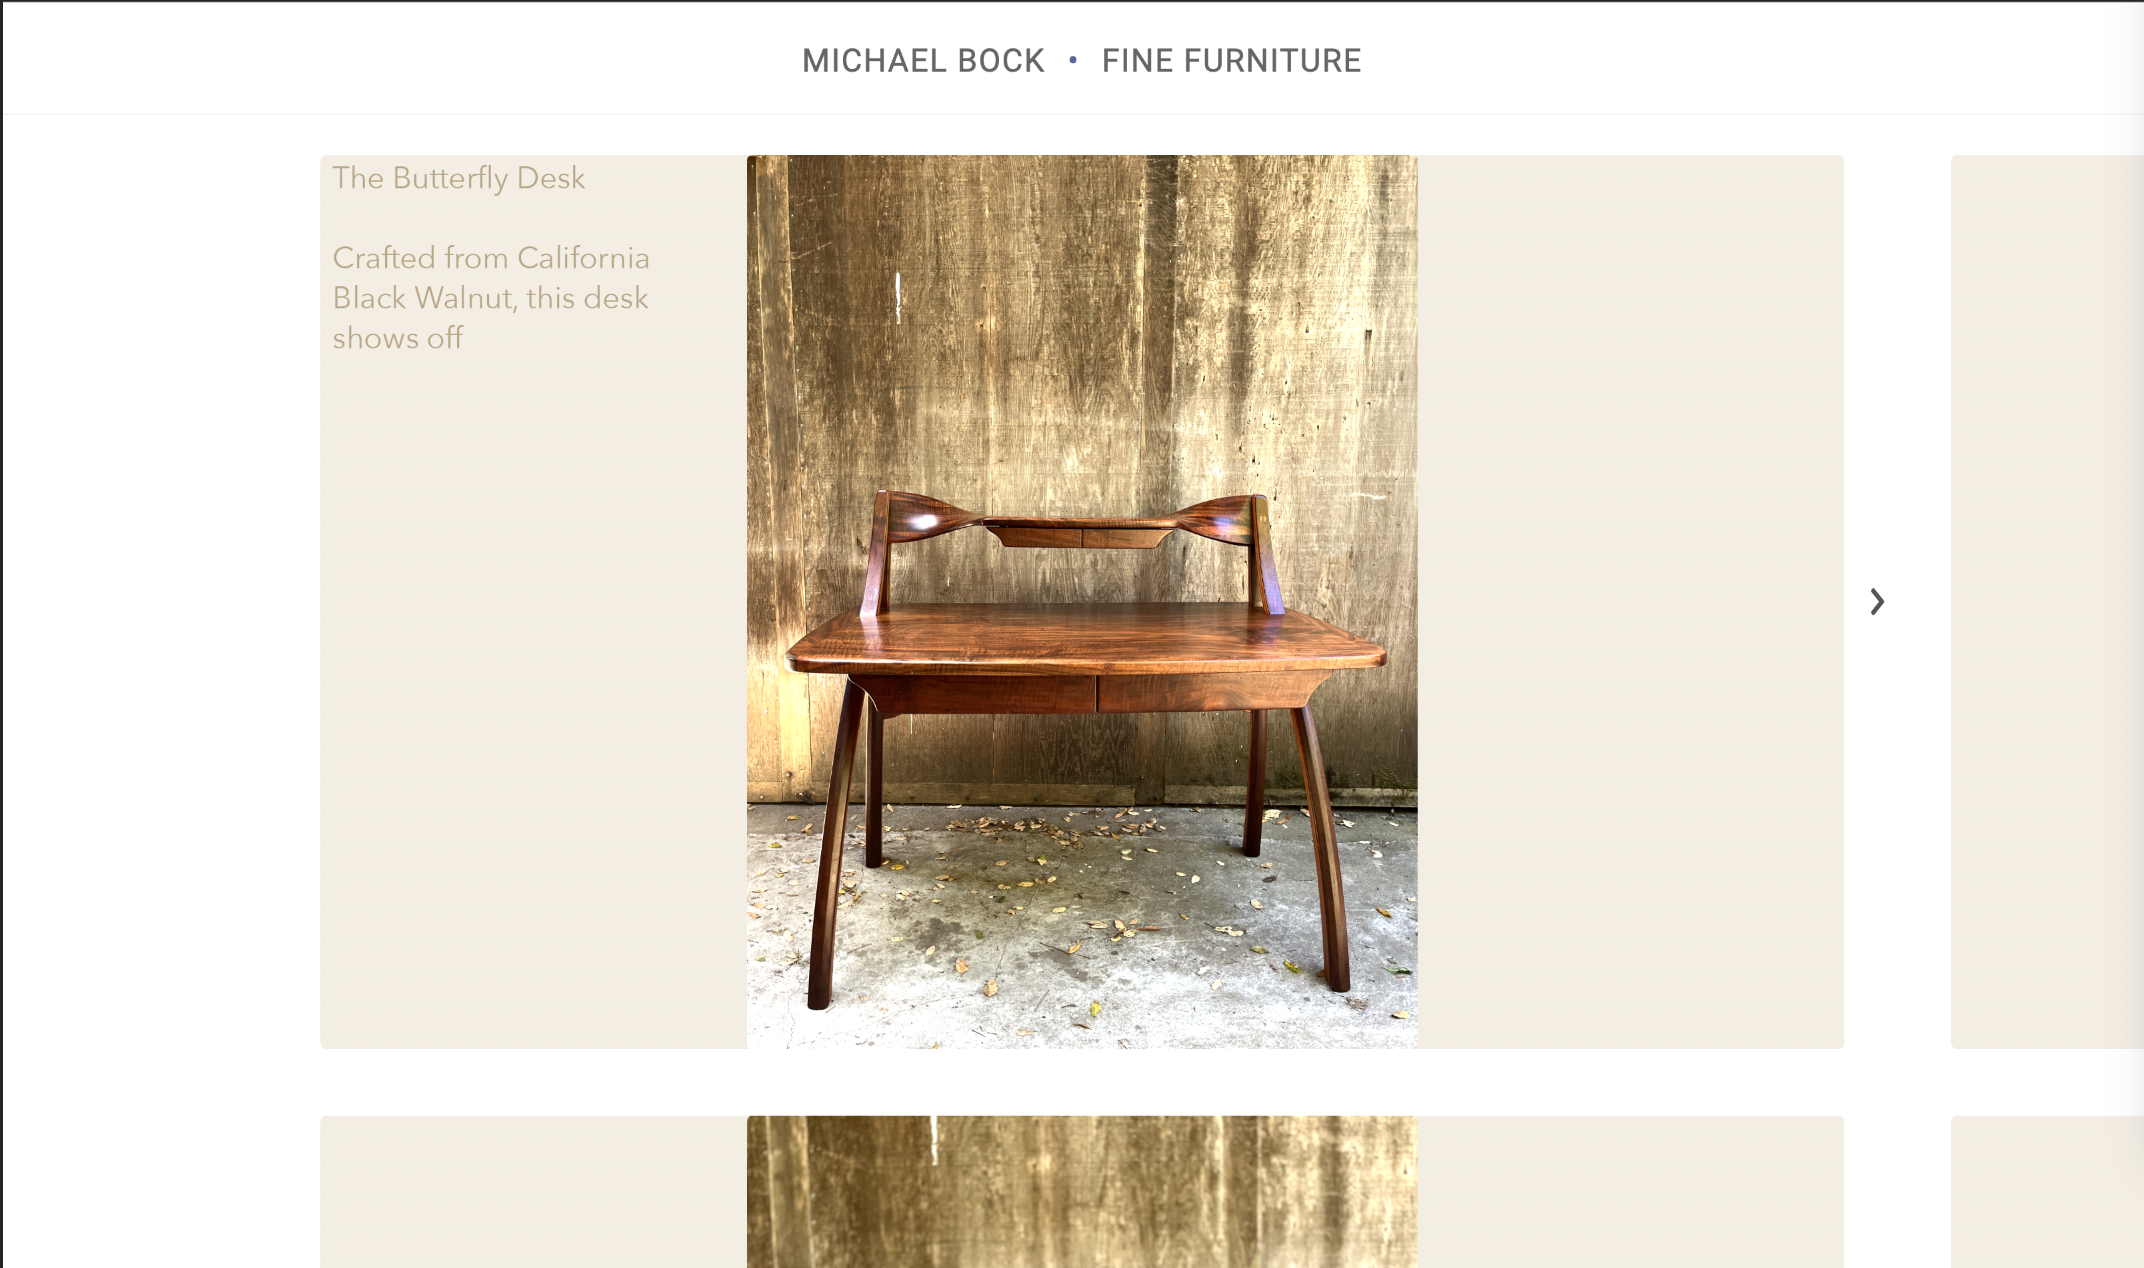 MICHAEL BOCK • FINE FURNITURE
The Butterfly Desk
Crafted from California
Black Walnut, this desk
shows off